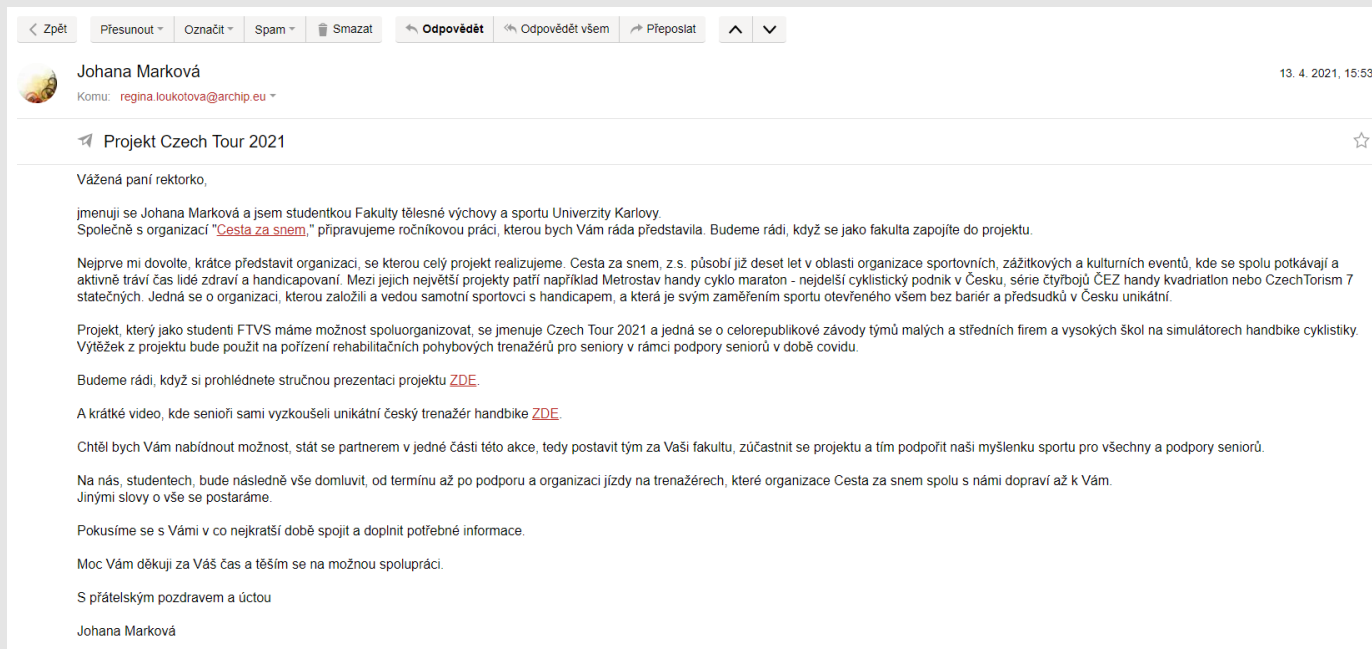 Zpět Přesunout Označit Spam Smazat Odpovědět Odpovědět všem Přeposlat
Johana Marková
13. 4. 2021, 15:53
Komu: regina.loukotova@archip.eu
Projekt Czech Tour 2021
Vážená paní rektorko,
jmenuji se Johana Marková a jsem studentkou Fakulty tělesné výchovy a sportu Univerzity Karlovy.
Společně s organizací "Cesta za snem," připravujeme ročníkovou práci, kterou bych Vám ráda představila. Budeme rádi, když se jako fakulta zapojíte do projektu.
Nejprve mi dovolte, krátce představit organizaci, se kterou celý projekt realizujeme. Cesta za snem, z.s. působí již deset let v oblasti organizace sportovních, zážitkových a kulturních eventů, kde se spolu potkávají a
aktivně tráví čas lidé zdraví a handicapovaní. Mezi jejich největší projekty patří například Metrostav handy cyklo maraton - nejdelší cyklistický podnik v Česku, série čtyřbojů ČEZ handy kvadriatlon nebo CzechTorism 7
statečných. Jedná se o organizaci, kterou založili a vedou samotní sportovci s handicapem, a která je svým zaměřením sportu otevřeného všem bez bariér a předsudků v Česku unikátní.
Projekt, který jako studenti FTVS máme možnost spoluorganizovat, se jmenuje Czech Tour 2021 a jedná se o celorepublikové závody týmů malých a středních firem a vysokých škol na simulátorech handbike cyklistiky.
Výtěžek z projektu bude použit na pořízení rehabilitačních pohybových trenažérů pro seniory v rámci podpory seniorů v době covidu.
Budeme rádi, když si prohlédnete stručnou prezentaci projektu ZDE.
A krátké video, kde senioři sami vyzkoušeli unikátní český trenažér handbike ZDE.
Chtěl bych Vám nabídnout možnost, stát se partnerem v jedné části této akce, tedy postavit tým za Vaši fakultu, zúčastnit se projektu a tím podpořit naši myšlenku sportu pro všechny a podpory seniorů.
Na nás, studentech, bude následně vše domluvit, od termínu až po podporu a organizaci jízdy na trenažérech, které organizace Cesta za snem spolu s námi dopraví až k Vám.
Jinými slovy o vše se postaráme.
Pokusíme se s Vámi v co nejkratší době spojit a doplnit potřebné informace.
Moc Vám děkuji za Váš čas a těším se na možnou spolupráci.
S přátelským pozdravem a úctou
Johana Marková